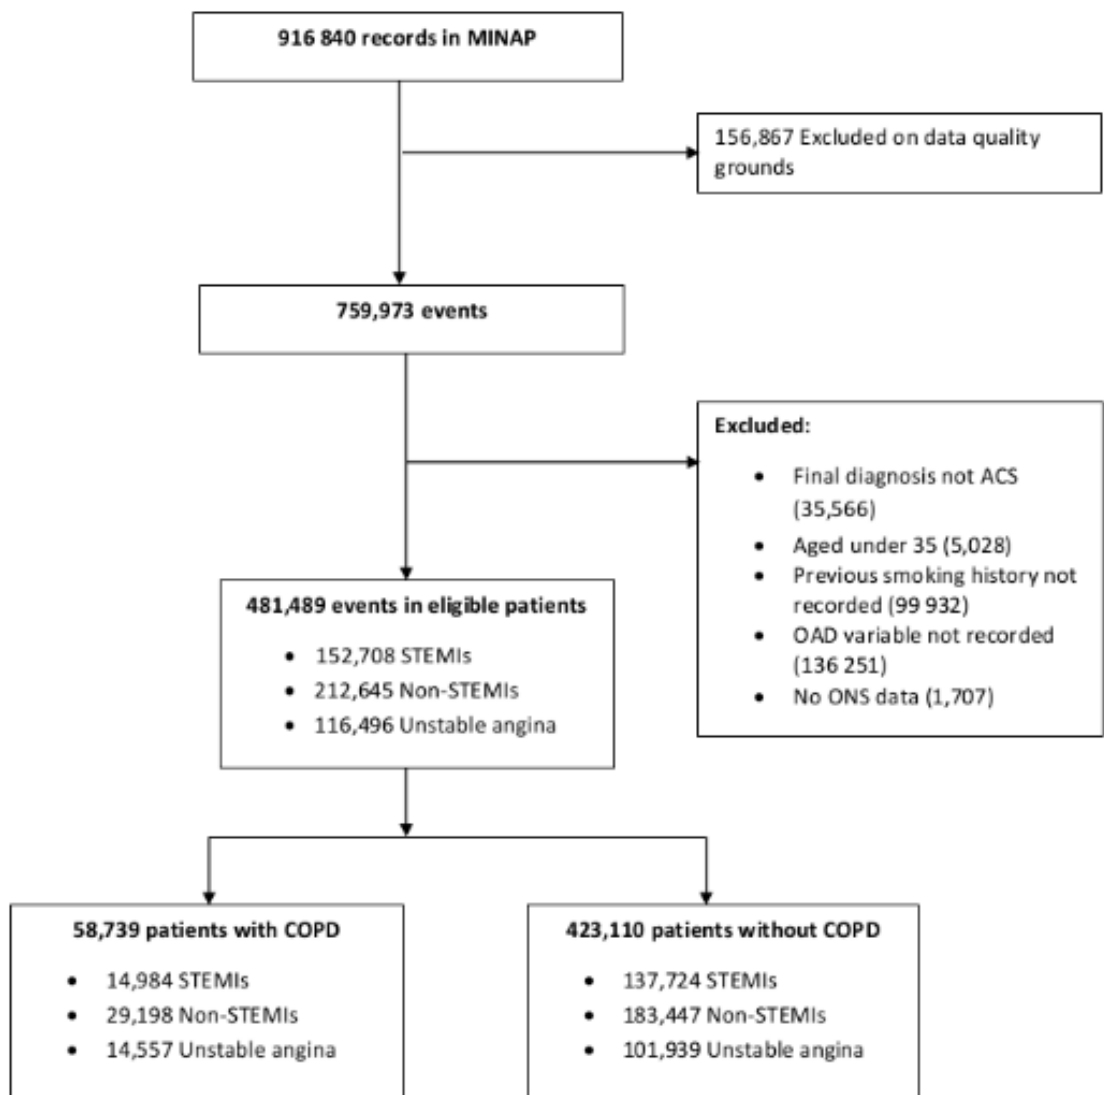 916 840 records in MINAP
156,867 Excluded on data quality
grounds
759,973 events
Excluded:
• Final diagnosis not ACS
(35,566)
• Aged under 35 (5,028)
• Previous smoking history not
recorded (99 932)
• OAD variable not recorded
(136 251)
• No ONS data (1,707)
481,489 events in eligible patients
• 152,708 STEMIs
• 212,645 Non-STEMIs
• 116,496 Unstable angina
58,739 patients with COPD
• 14,984 STEMIs
• 29,198 Non-STEMIs
• 14,557 Unstable angina
423,110 patients without COPD
• 137,724 STEMIs
• 183,447 Non-STEMIs
• 101,939 Unstable angina